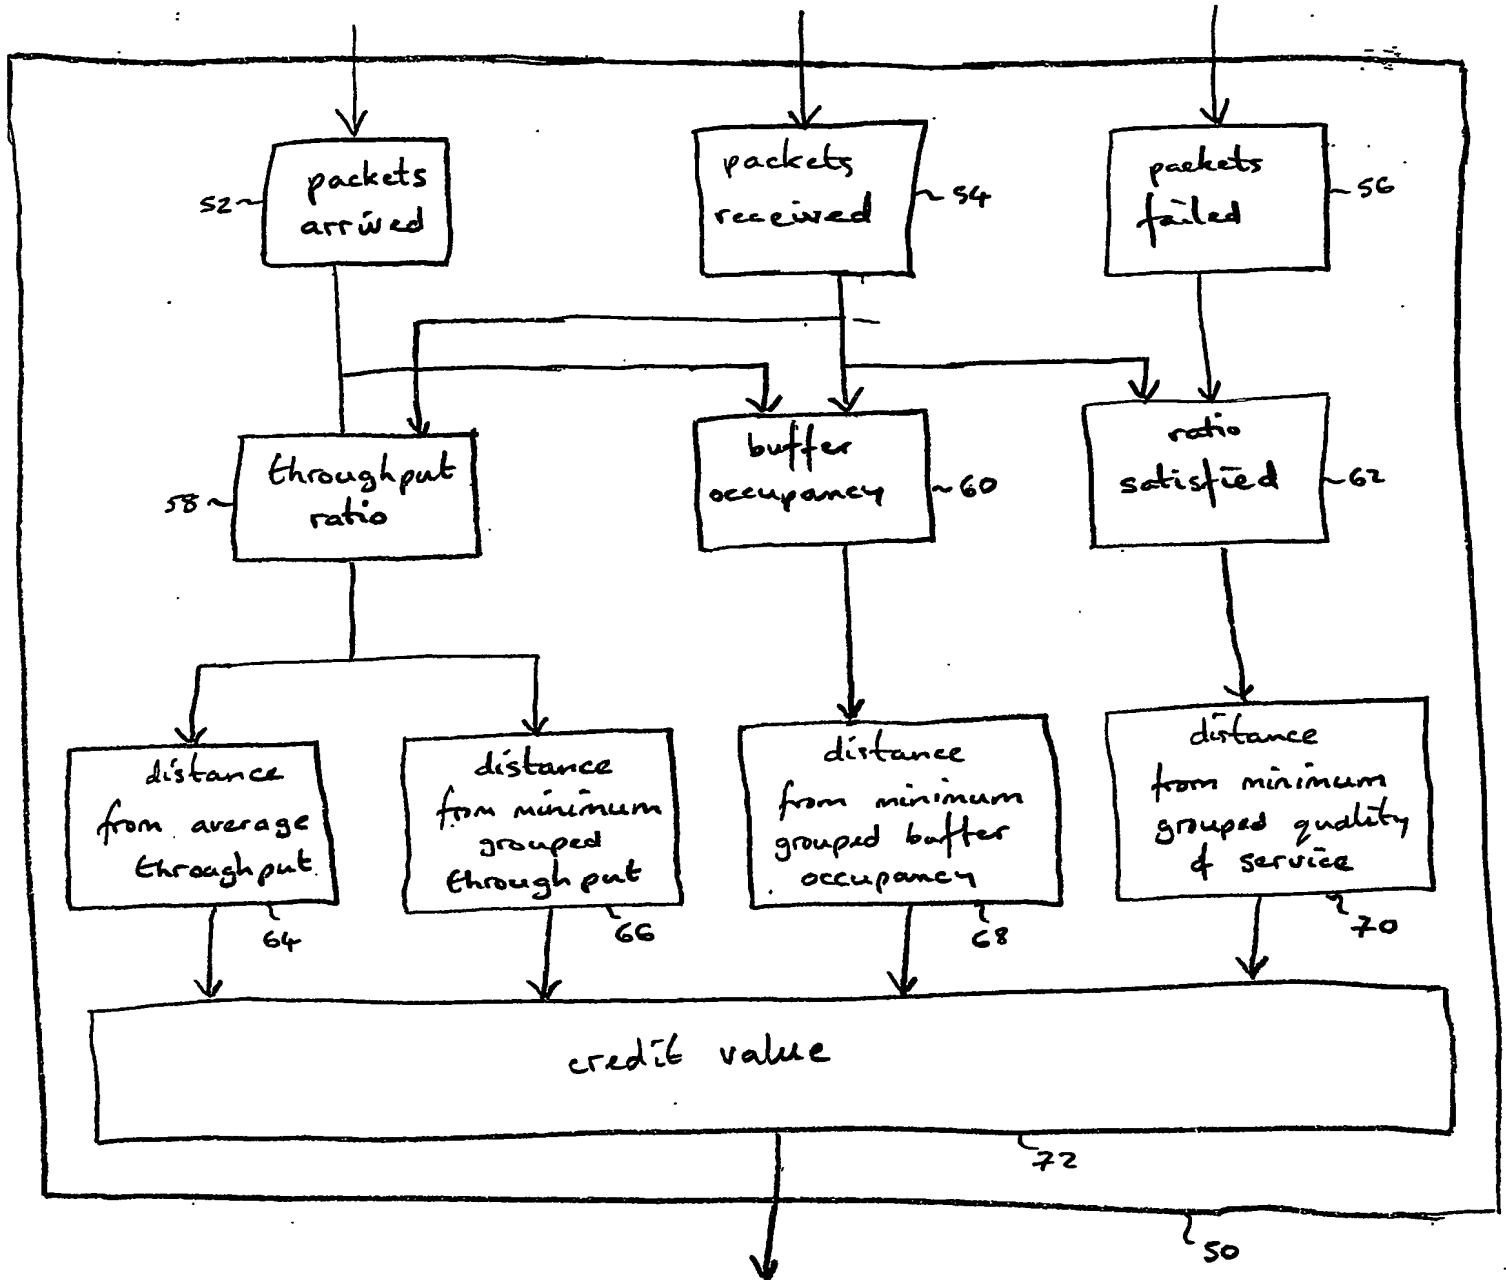 packets
arrived
52
packets
received
54
packets
failed
56
throughput
ratio
58
buffer
occupancy
60
ratio
satisfied
62
distance
from average
throughput
64
distance
from minimum
grouped
throughput
66
distance
from minimum
grouped buffer
occupancy
68
distance
from minimum
grouped quality
of service
70
credit value
72
50